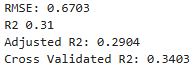 RMSE: 0.6703
R2 0.31
Adjusted R2: 0.2904
Cross Validated R2: 0.3403